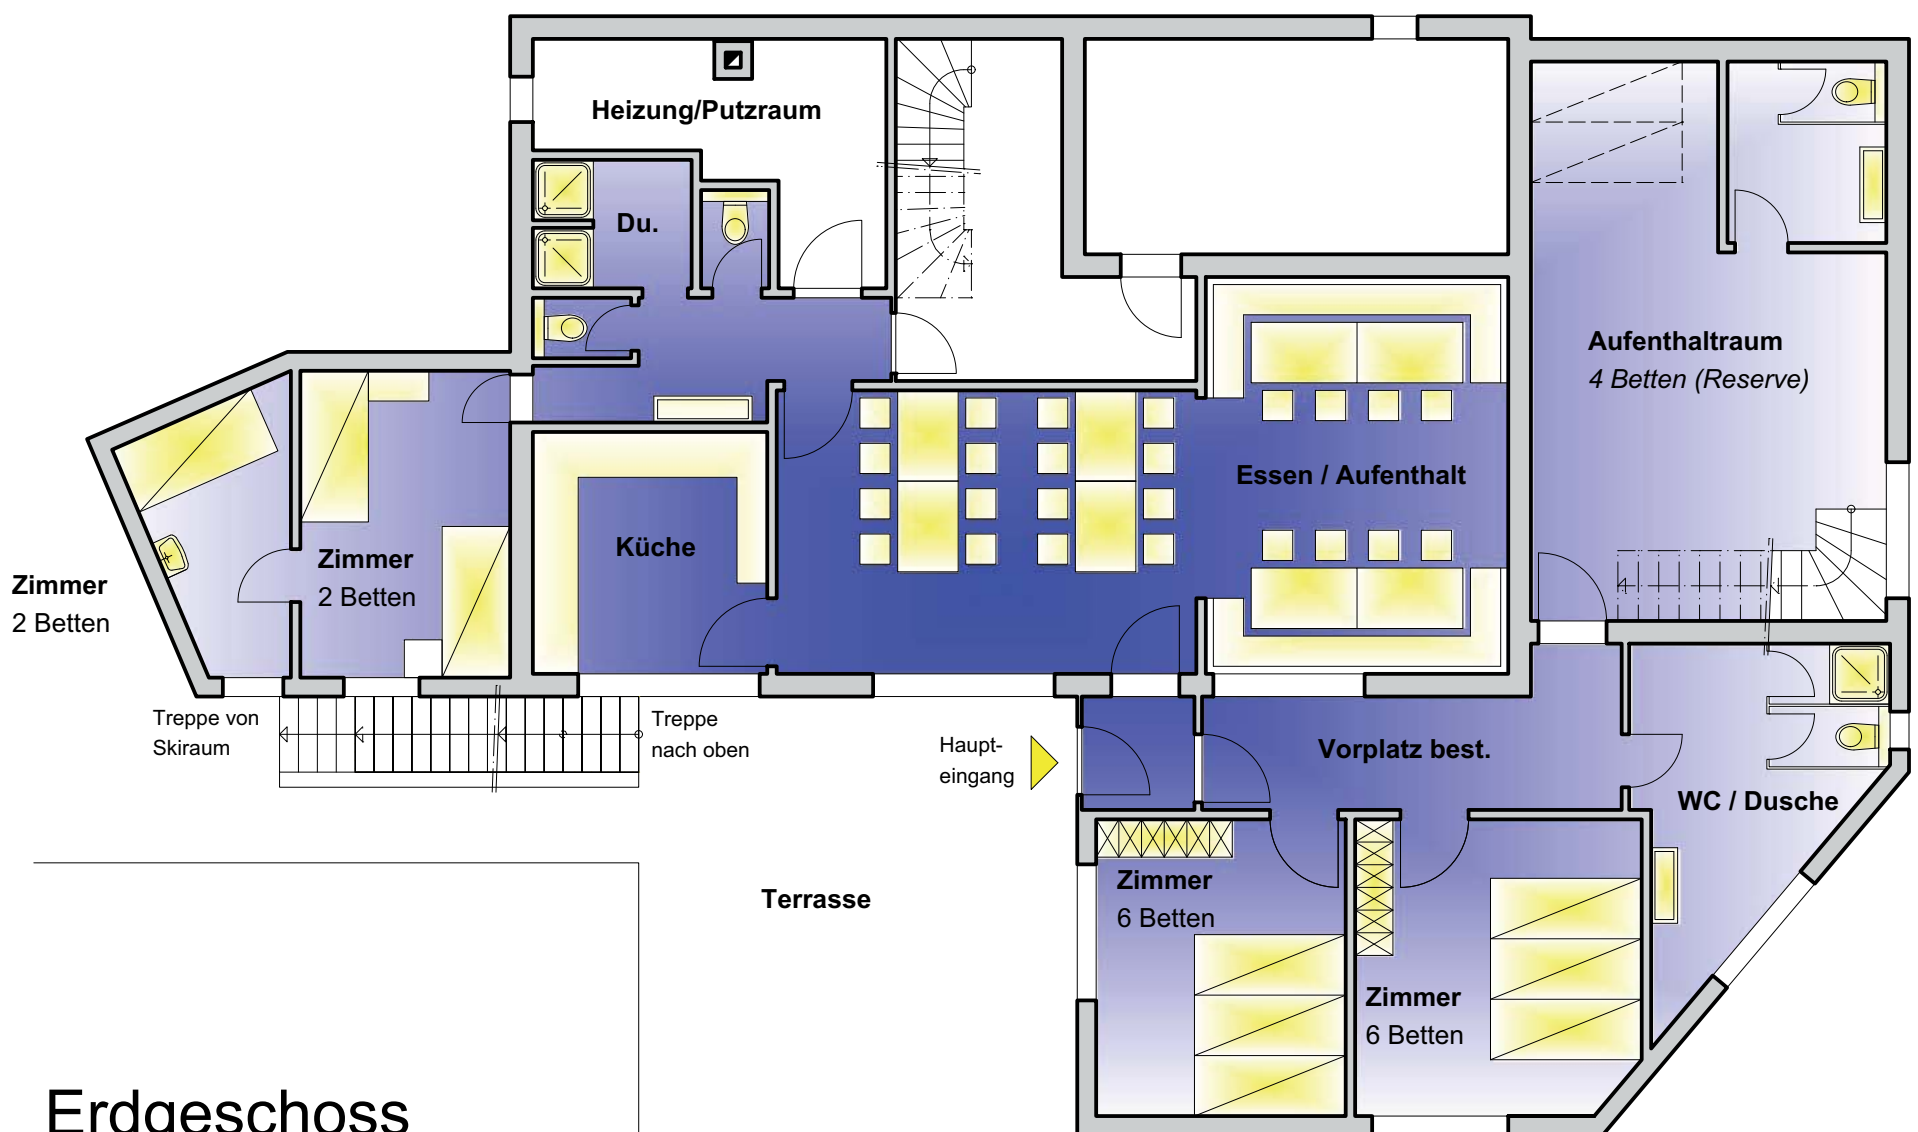 Heizung/Putzraum
Du.
Aufenthaltraum
4 Betten (Reserve)
Essen / Aufenthalt
Küche
Zimmer
2 Betten
Zimmer
2 Betten
Treppe von
Skiraum
Treppe
nach oben
Haupt-
eingang
Vorplatz best.
WC / Dusche
Terrasse
Zimmer
6 Betten
Zimmer
6 Betten
Erdgeschoss